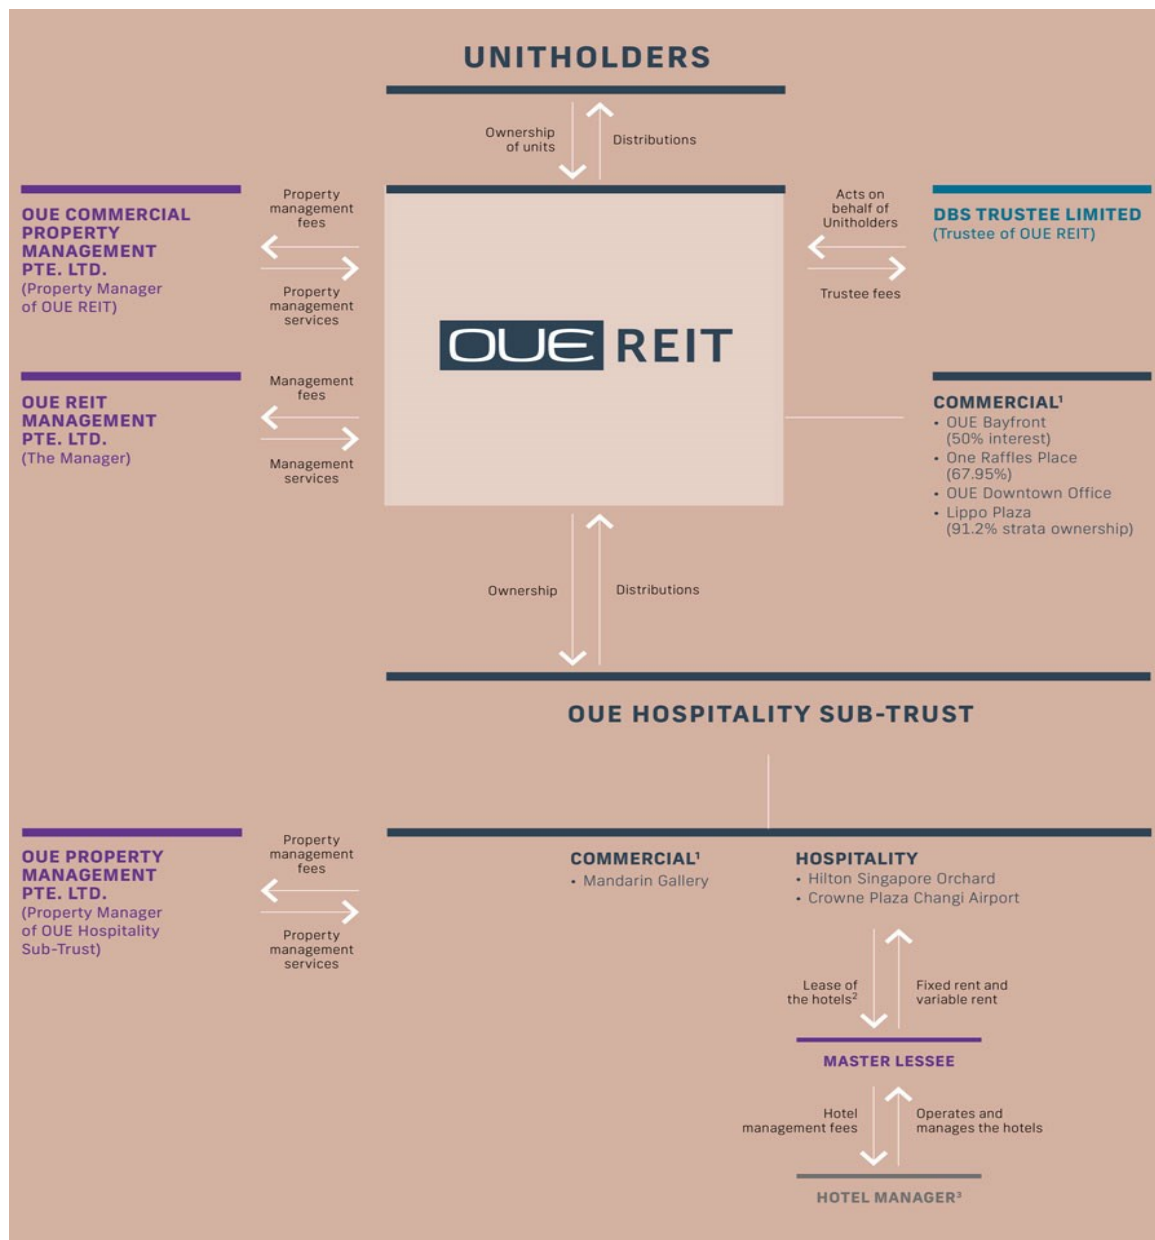 UNITHOLDERS
Ownership
of units
Distributions
OUE COMMERCIAL
PROPERTY
MANAGEMENT
PTE. LTD.
(Property Manager
of OUE REIT)
Property
management
fees
Property
management
services
OUE REIT
Acts on
behalf of
Unitholders
Trustee fees
DBS TRUSTEE LIMITED
(Trustee of OUE REIT)
OUE REIT
MANAGEMENT
PTE. LTD.
(The Manager)
Management
fees
Management
services
COMMERCIAL¹
• OUE Bayfront
(50% interest)
• One Raffles Place
(67.95%)
• OUE Downtown Office
• Lippo Plaza
(91.2% strata ownership)
Ownership
Distributions
OUE HOSPITALITY SUB-TRUST
OUE PROPERTY
MANAGEMENT
PTE. LTD.
(Property Manager
of OUE Hospitality
Sub-Trust)
Property
management
fees
Property
management
services
COMMERCIAL¹
• Mandarin Gallery
HOSPITALITY
• Hilton Singapore Orchard
• Crowne Plaza Changi Airport
Lease of
the hotels²
Fixed rent and
variable rent
MASTER LESSEE
Hotel
management fees
Operates and
manages the hotels
HOTEL MANAGER³